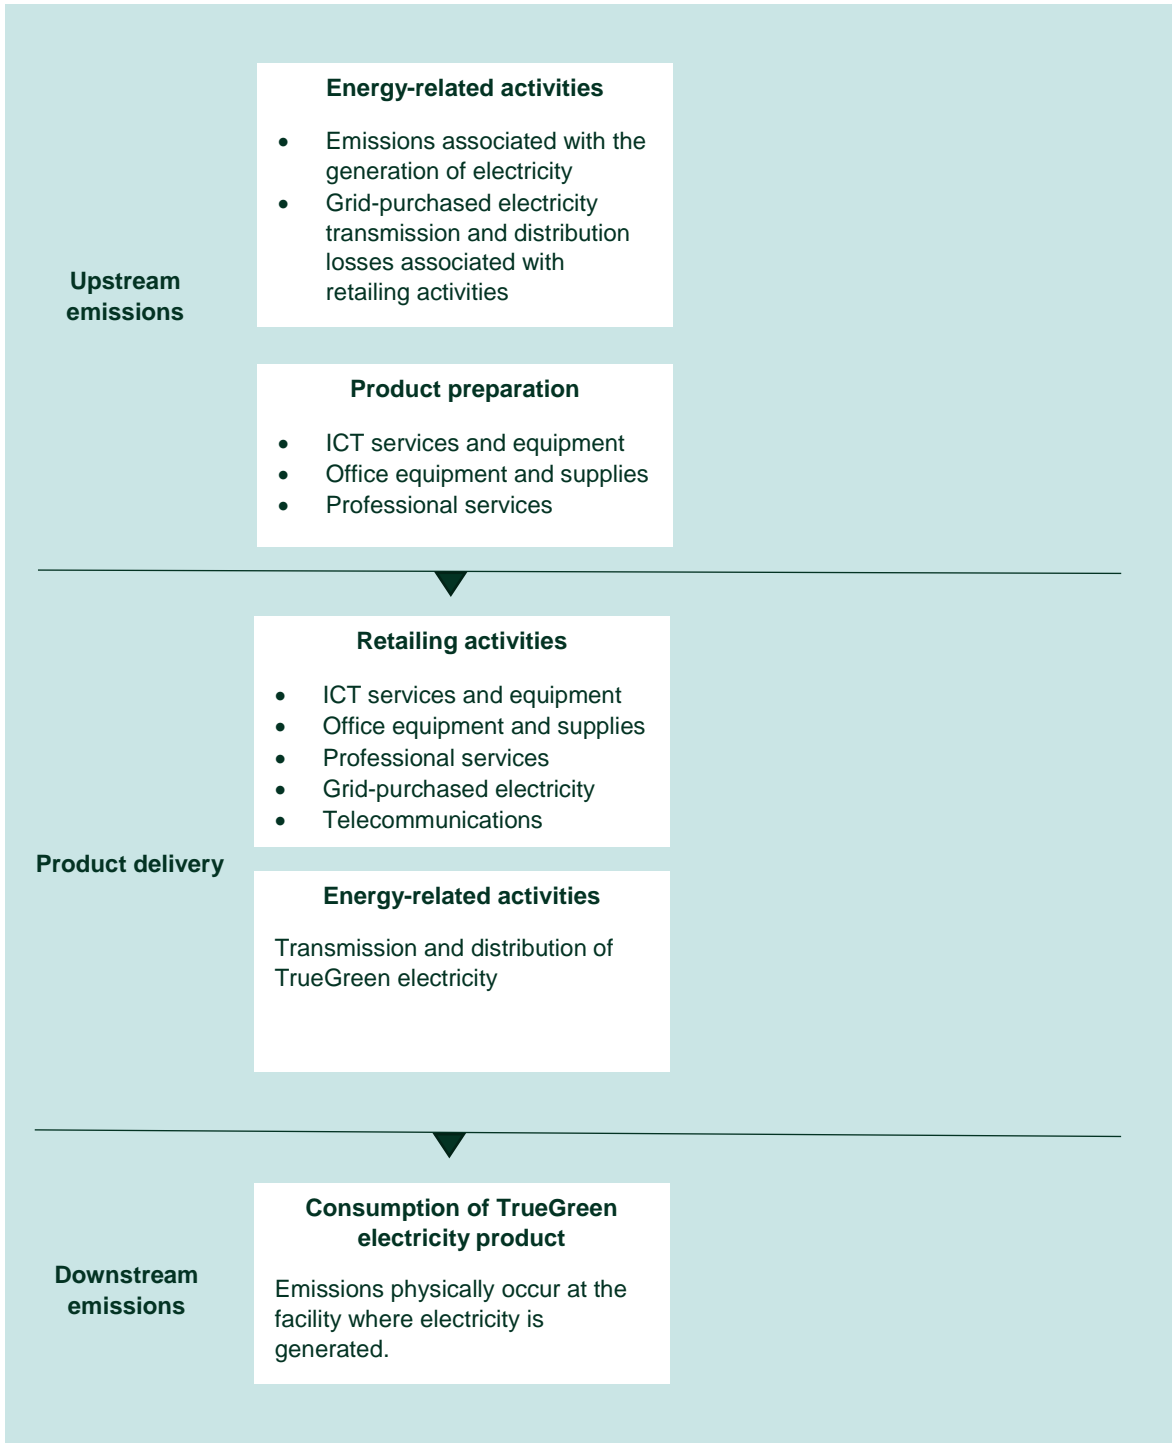 Upstream
emissions
Energy-related activities
• Emissions associated with the
generation of electricity
• Grid-purchased electricity
transmission and distribution
losses associated with
retailing activities
Product preparation
• ICT services and equipment
• Office equipment and supplies
• Professional services
Product delivery
Retailing activities
• ICT services and equipment
• Office equipment and supplies
• Professional services
• Grid-purchased electricity
• Telecommunications
Energy-related activities
Transmission and distribution of
TrueGreen electricity
Downstream
emissions
Consumption of TrueGreen
electricity product
Emissions physically occur at the
facility where electricity is
generated.